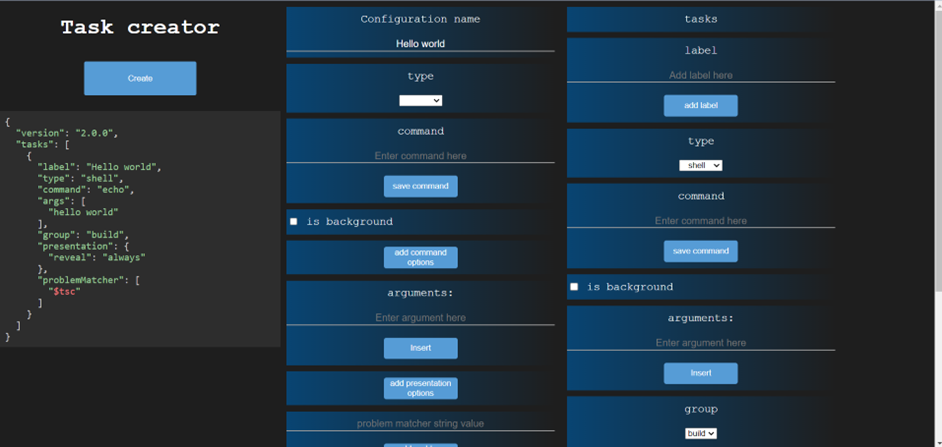 Task creator
Create
{
"version": "2.0.0",
"tasks": [
{
"label": "Hello world",
"type": "shell",
"command": "echo",
"args": [
"hello world"
],
"group": "build",
"presentation": {
"reveal": "always"
},
"problemMatcher": [
"$tsc"
]
}
]
}
Configuration name
Hello world
type
command
Enter command here
save command
is background
add command
options
arguments:
Enter argument here
Insert
add presentation
options
problem matcher string value
tasks
label
Add label here
add label
type
shell
command
Enter command here
save command
is background
arguments:
Enter argument here
Insert
group
build